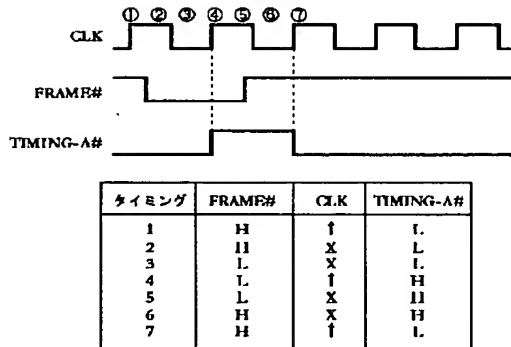 ① ② ③ ④ ⑤ ⑥ ⑦
CLK
FRAME#
TIMING-A#
タイミング FRAME# CLK TIMING-A#
1 H ↑ L
2 H X L
3 L X L
4 L ↑ H
5 L X H
6 H X H
7 H ↑ L